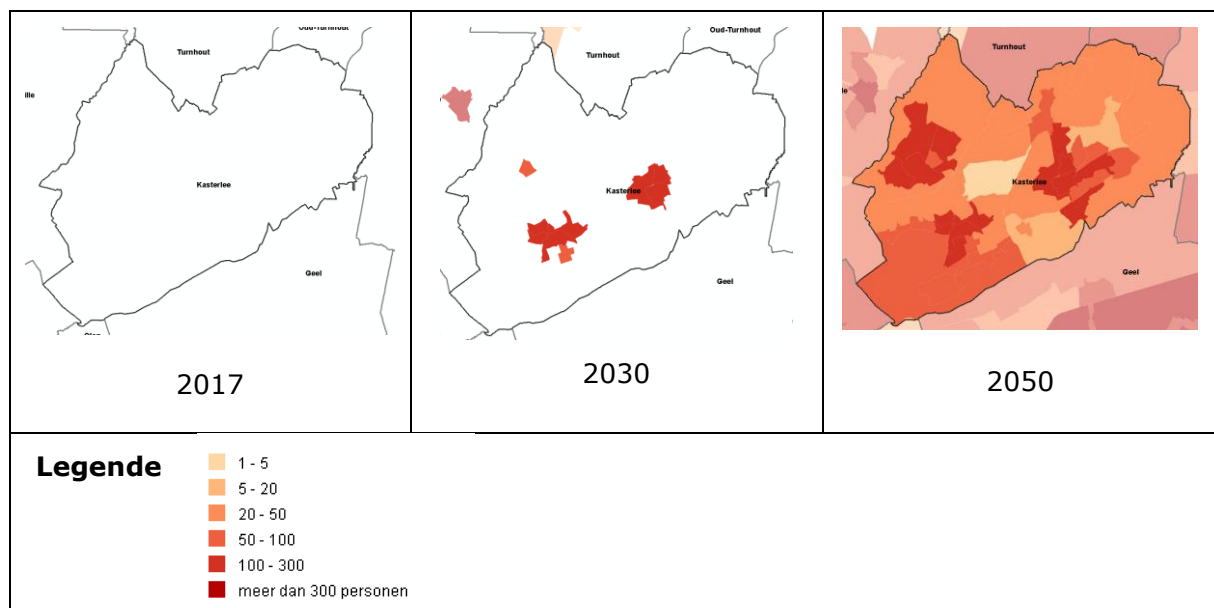 Turnhout
Oud-Turnhout
ille
Kasterlee
Geel
2017
Oud-Turnhout
Turnhout
Kasterlee
Geel
2030
Turnhout
Kasterlee
Geel
2050
Legende
1 - 5
5 - 20
20 - 50
50 - 100
100 - 300
meer dan 300 personen